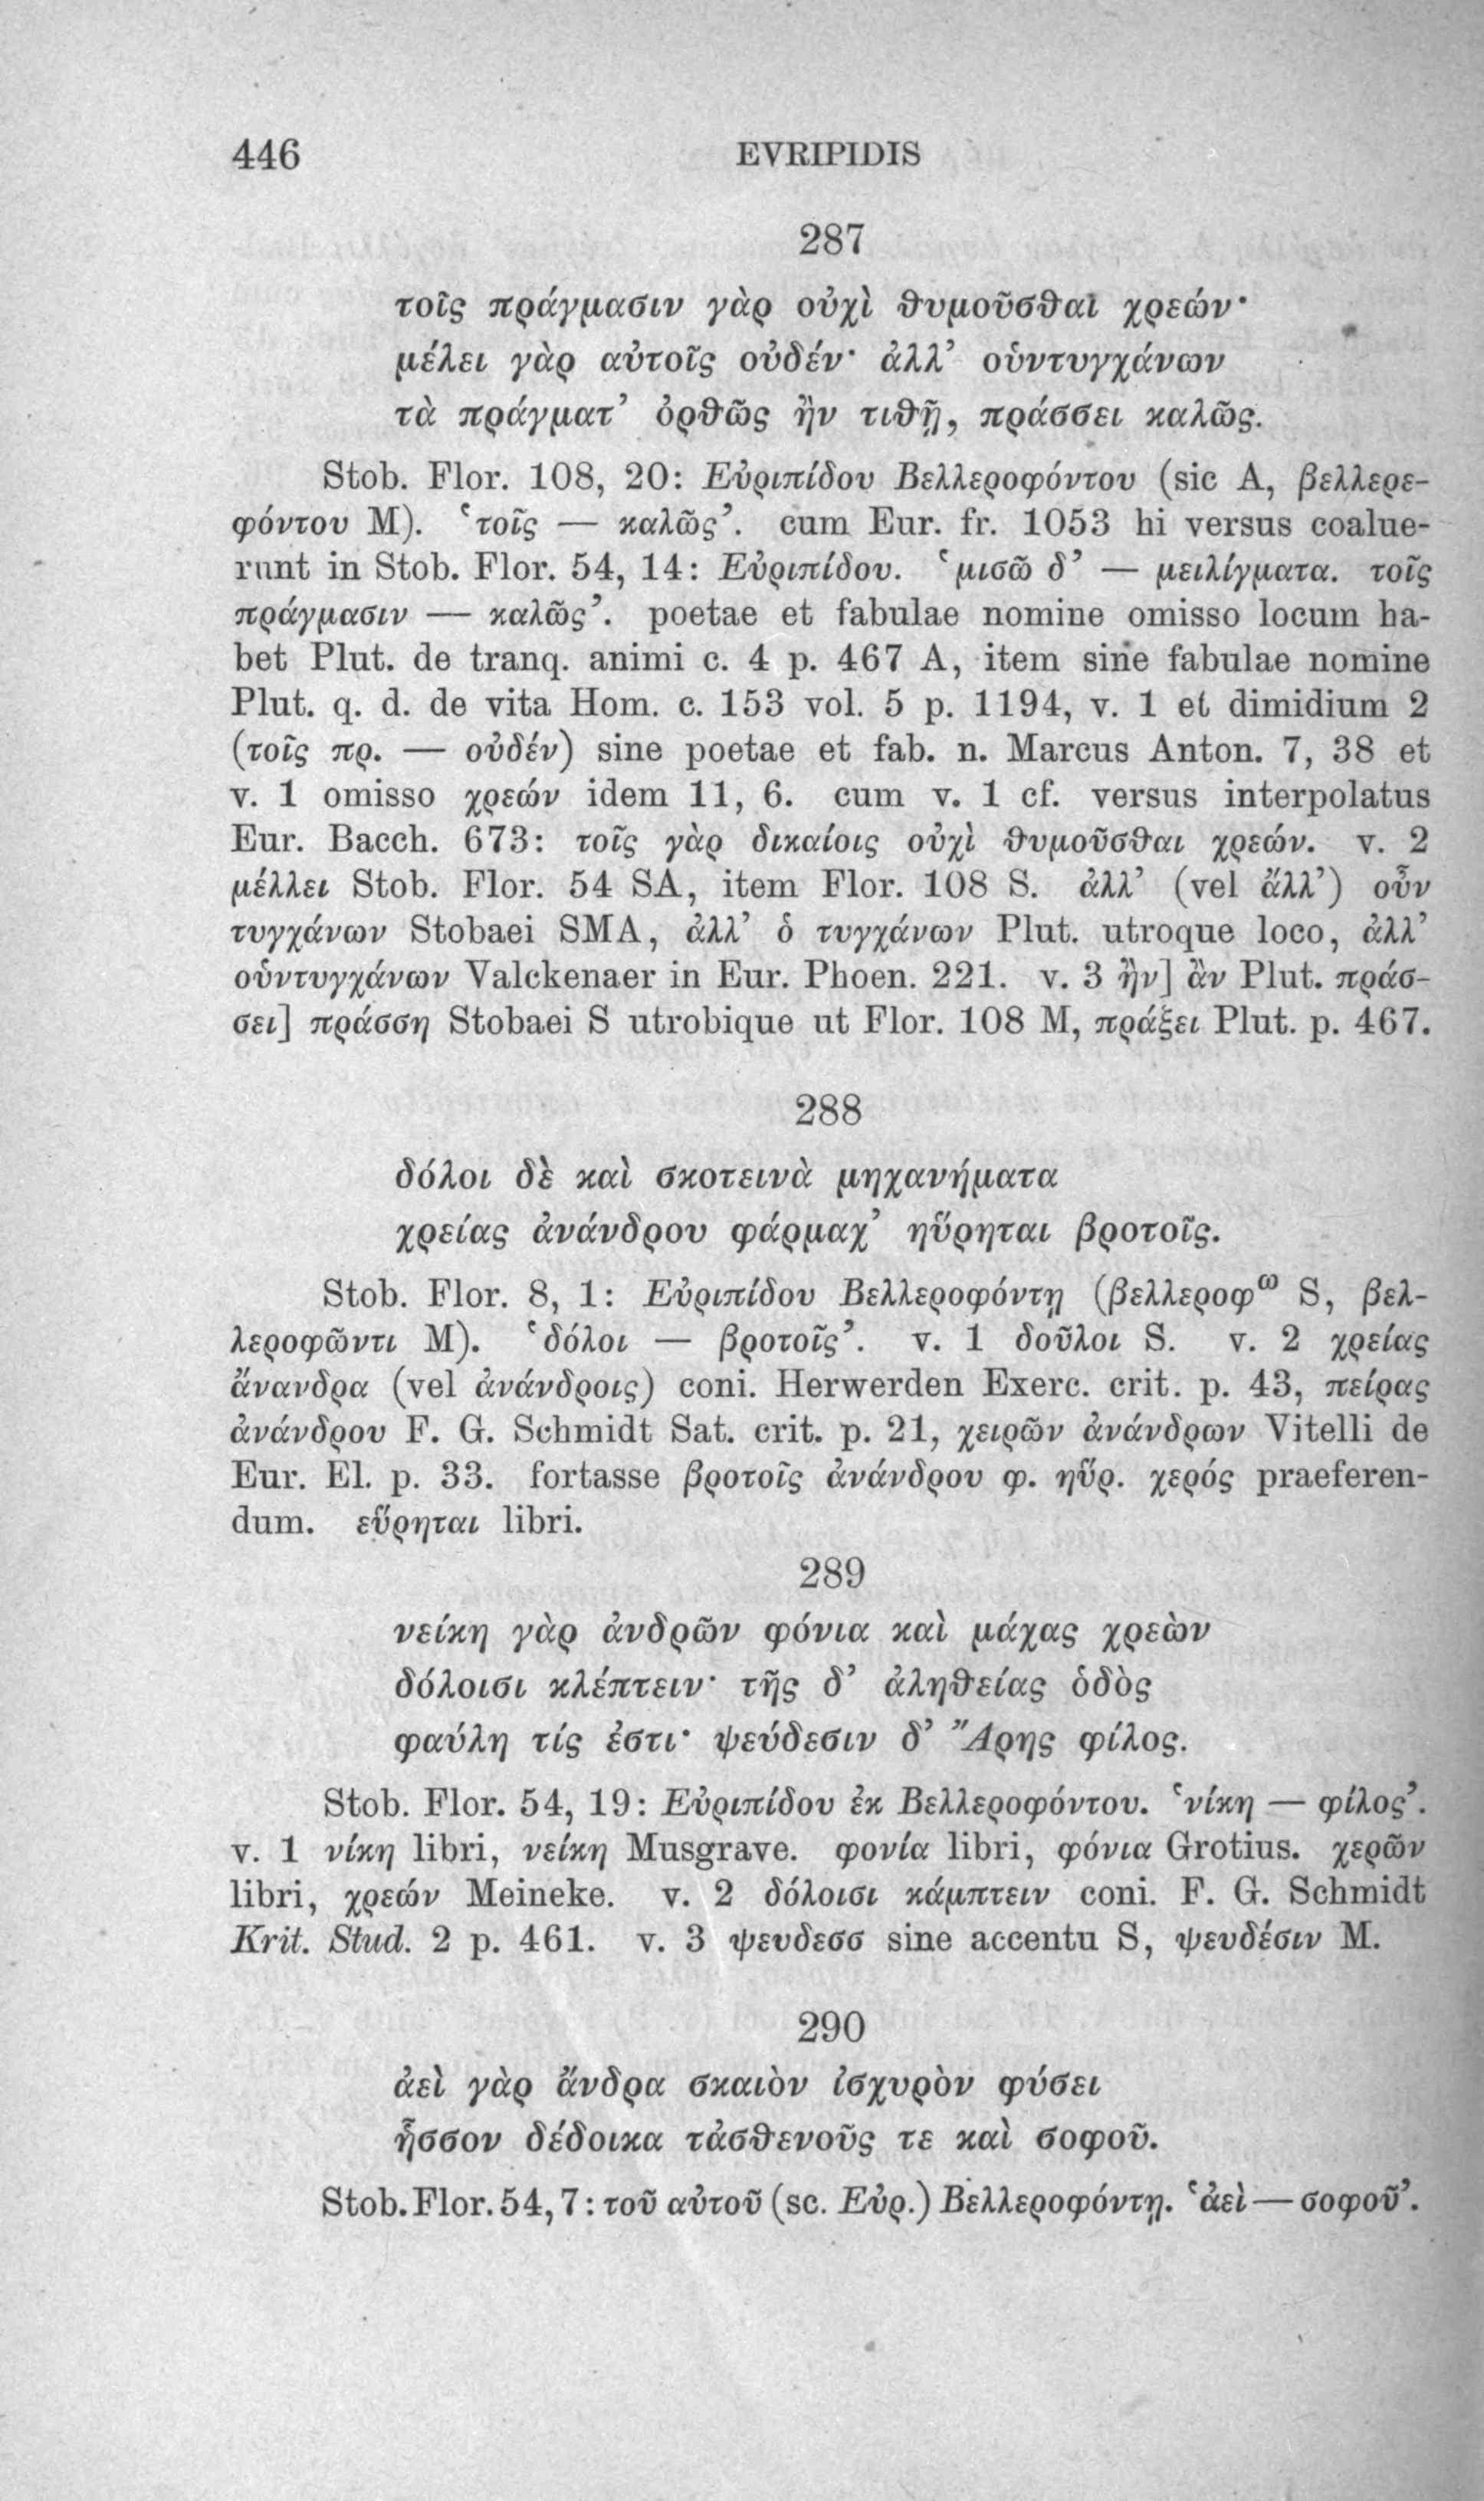 446 EVRIPIDIS
287
τοῖς πράγμασιν γὰρ οὐχὶ θυμοῦσθαι χρεών·
μέλει γὰρ αὐτοῖς οὐδέν· ἀλλ’ οὑντυγχάνων
τὰ πράγματ’ ὀρθῶς ἢν τιθῇ, πράσσει καλῶς.
Stob. Flor. 108, 20: Εὐριπίδου Βελλεροφόντου (sic A, βελλερε-
φόντου M). ‘τοῖς — καλῶς’. cum Eur. fr. 1053 hi versus coalue-
runt in Stob. Flor. 54, 14: Εὐριπίδου. ‘μισῶ δ’ — μειλίγματα. τοῖς
πράγμασιν — καλῶς’. poetae et fabulae nomine omisso locum ha-
bet Plut. de tranq. animi c. 4 p. 467 A, item sine fabulae nomine
Plut. q. d. de vita Hom. c. 153 vol. 5 p. 1194, v. 1 et dimidium 2
(τοῖς πρ. — οὐδέν) sine poetae et fab. n. Marcus Anton. 7, 38 et
v. 1 omisso χρεών idem 11, 6. cum v. 1 cf. versus interpolatus
Eur. Bacch. 673: τοῖς γὰρ δικαίοις οὐχὶ θυμοῦσθαι χρεών. v. 2
μέλλει Stob. Flor. 54 SA, item Flor. 108 S. ἀλλ’ (vel ἄλλ’) οὖν
τυγχάνων Stobaei SMA, ἀλλ’ ὁ τυγχάνων Plut. utroque loco, ἀλλ’
οὑντυγχάνων Valckenaer in Eur. Phoen. 221. v. 3 ἢν] ἂν Plut. πράσ-
σει] πράσση Stobaei S utrobique ut Flor. 108 M, πράξει Plut. p. 467.
288
δόλοι δὲ καὶ σκοτεινὰ μηχανήματα
χρείας ἀνάνδρου φάρμαχ’ ηὕρηται βροτοῖς.
Stob. Flor. 8, 1: Εὐριπίδου Βελλεροφόντῃ (βελλεροφω S, βελ-
λεροφῶντι M). ‘δόλοι — βροτοῖς’. v. 1 δοῦλοι S. v. 2 χρείας
ἄνανδρα (vel ἀνάνδροις) coni. Herwerden Exerc. crit. p. 43, πείρας
ἀνάνδρου F. G. Schmidt Sat. crit. p. 21, χειρῶν ἀνάνδρων Vitelli de
Eur. El. p. 33. fortasse βροτοῖς ἀνάνδρου φ. ηὕρ. χερός praeferen-
dum. εὕρηται libri.
289
νείκη γὰρ ἀνδρῶν φόνια καὶ μάχας χρεὼν
δόλοισι κλέπτειν· τῆς δ’ ἀληθείας ὁδὸς
φαύλη τίς ἐστι· ψεύδεσιν δ’ Ἄρης φίλος.
Stob. Flor. 54, 19: Εὐριπίδου ἐκ Βελλεροφόντου. ‘νίκη — φίλος’.
v. 1 νίκη libri, νείκη Musgrave. φονία libri, φόνια Grotius. χερῶν
libri, χρεών Meineke. v. 2 δόλοισι κάμπτειν coni. F. G. Schmidt
Krit. Stud. 2 p. 461. v. 3 ψευδεσσ sine accentu S, ψευδέσιν M.
290
ἀεὶ γὰρ ἄνδρα σκαιὸν ἰσχυρὸν φύσει
ἧσσον δέδοικα τἀσθενοῦς τε καὶ σοφοῦ.
Stob. Flor. 54, 7: τοῦ αὐτοῦ (sc. Εὐρ.) Βελλεροφόντῃ. ‘ἀεὶ — σοφοῦ’.